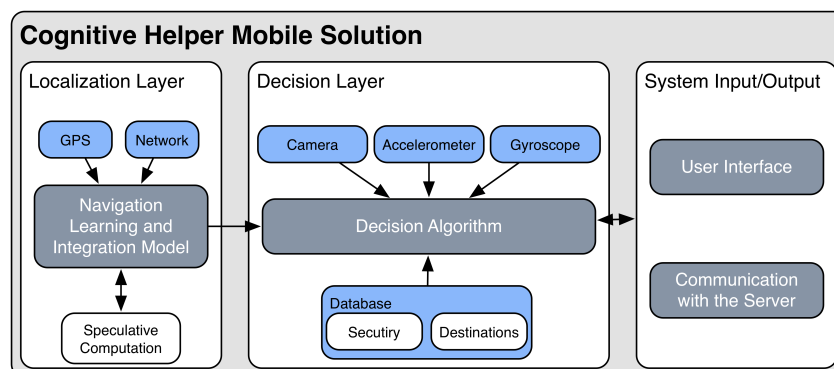 Cognitive Helper Mobile Solution
Localization Layer
GPS
Network
Navigation
Learning and
Integration Model
Speculative
Computation
Decision Layer
Camera
Accelerometer
Gyroscope
Decision Algorithm
Database
Secutiry
Destinations
System Input/Output
User Interface
Communication
with the Server